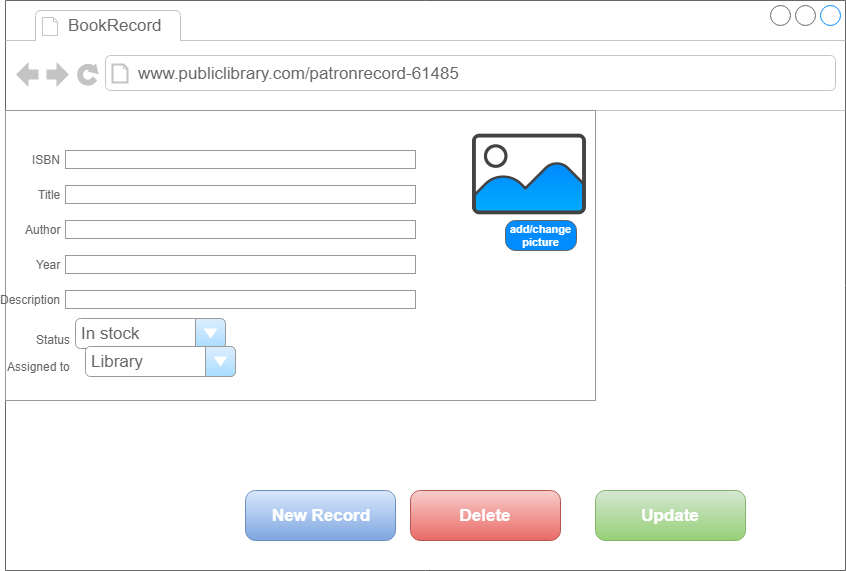 BookRecord
www.publiclibrary.com/patronrecord-61485
ISBN
Title
Author
Year
Description
Status In stock
Assigned to Library
add/change
picture
New Record Delete Update